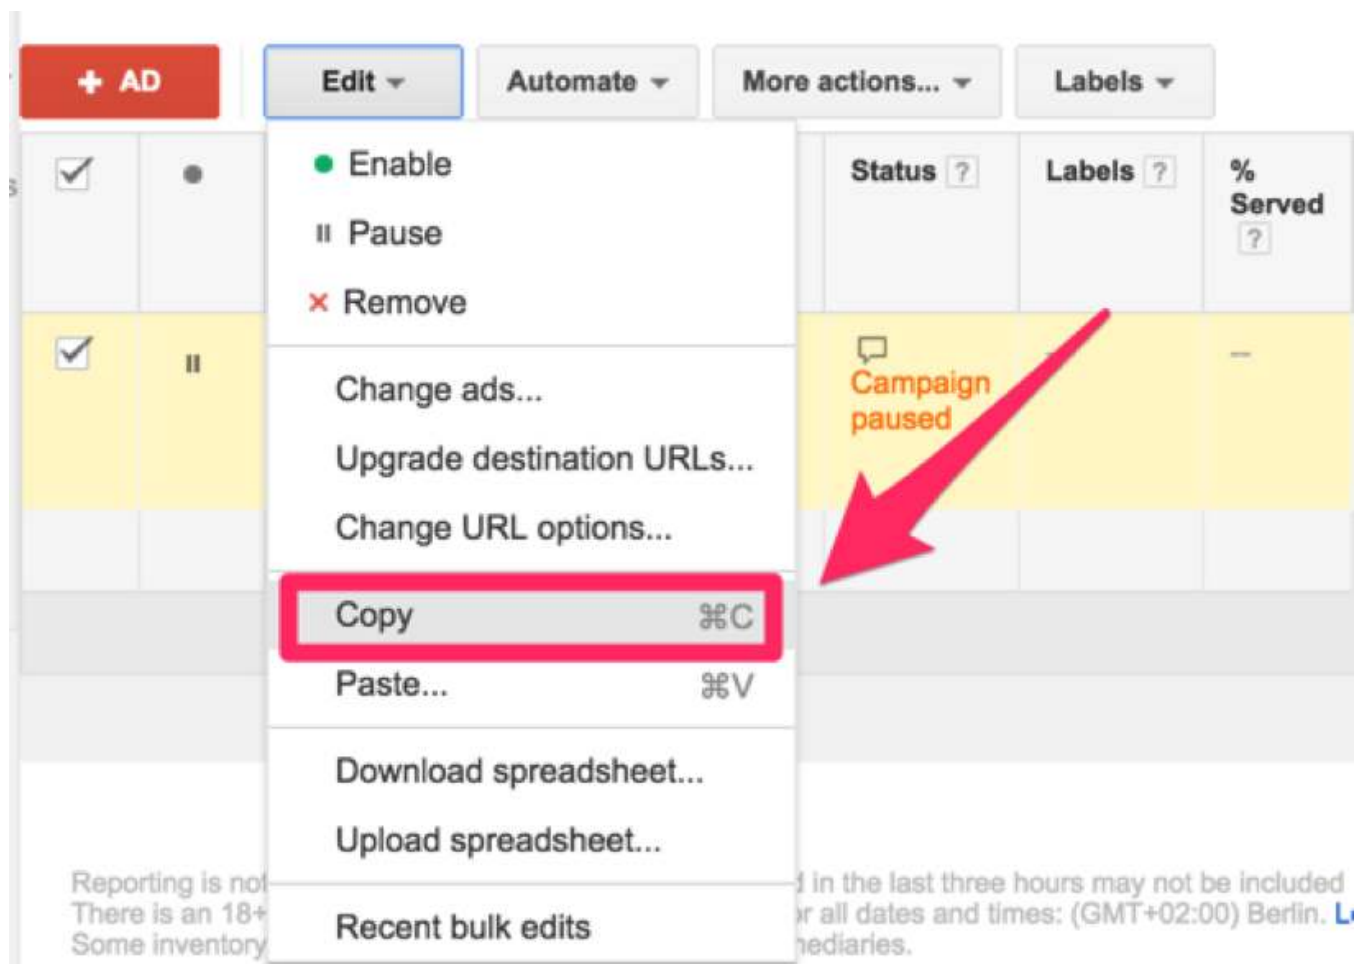 + AD Edit Automate More actions... Labels
Enable
Pause
× Remove
Change ads...
Upgrade destination URLs...
Change URL options...
Copy ⌘C
Paste... ⌘V
Download spreadsheet...
Upload spreadsheet...
Recent bulk edits
Status ? Labels ? %
Served
?
Campaign
paused
-- 
s
Reporting is not in the last three hours may not be included
There is an 18+ all dates and times: (GMT+02:00) Berlin.
Some inventory